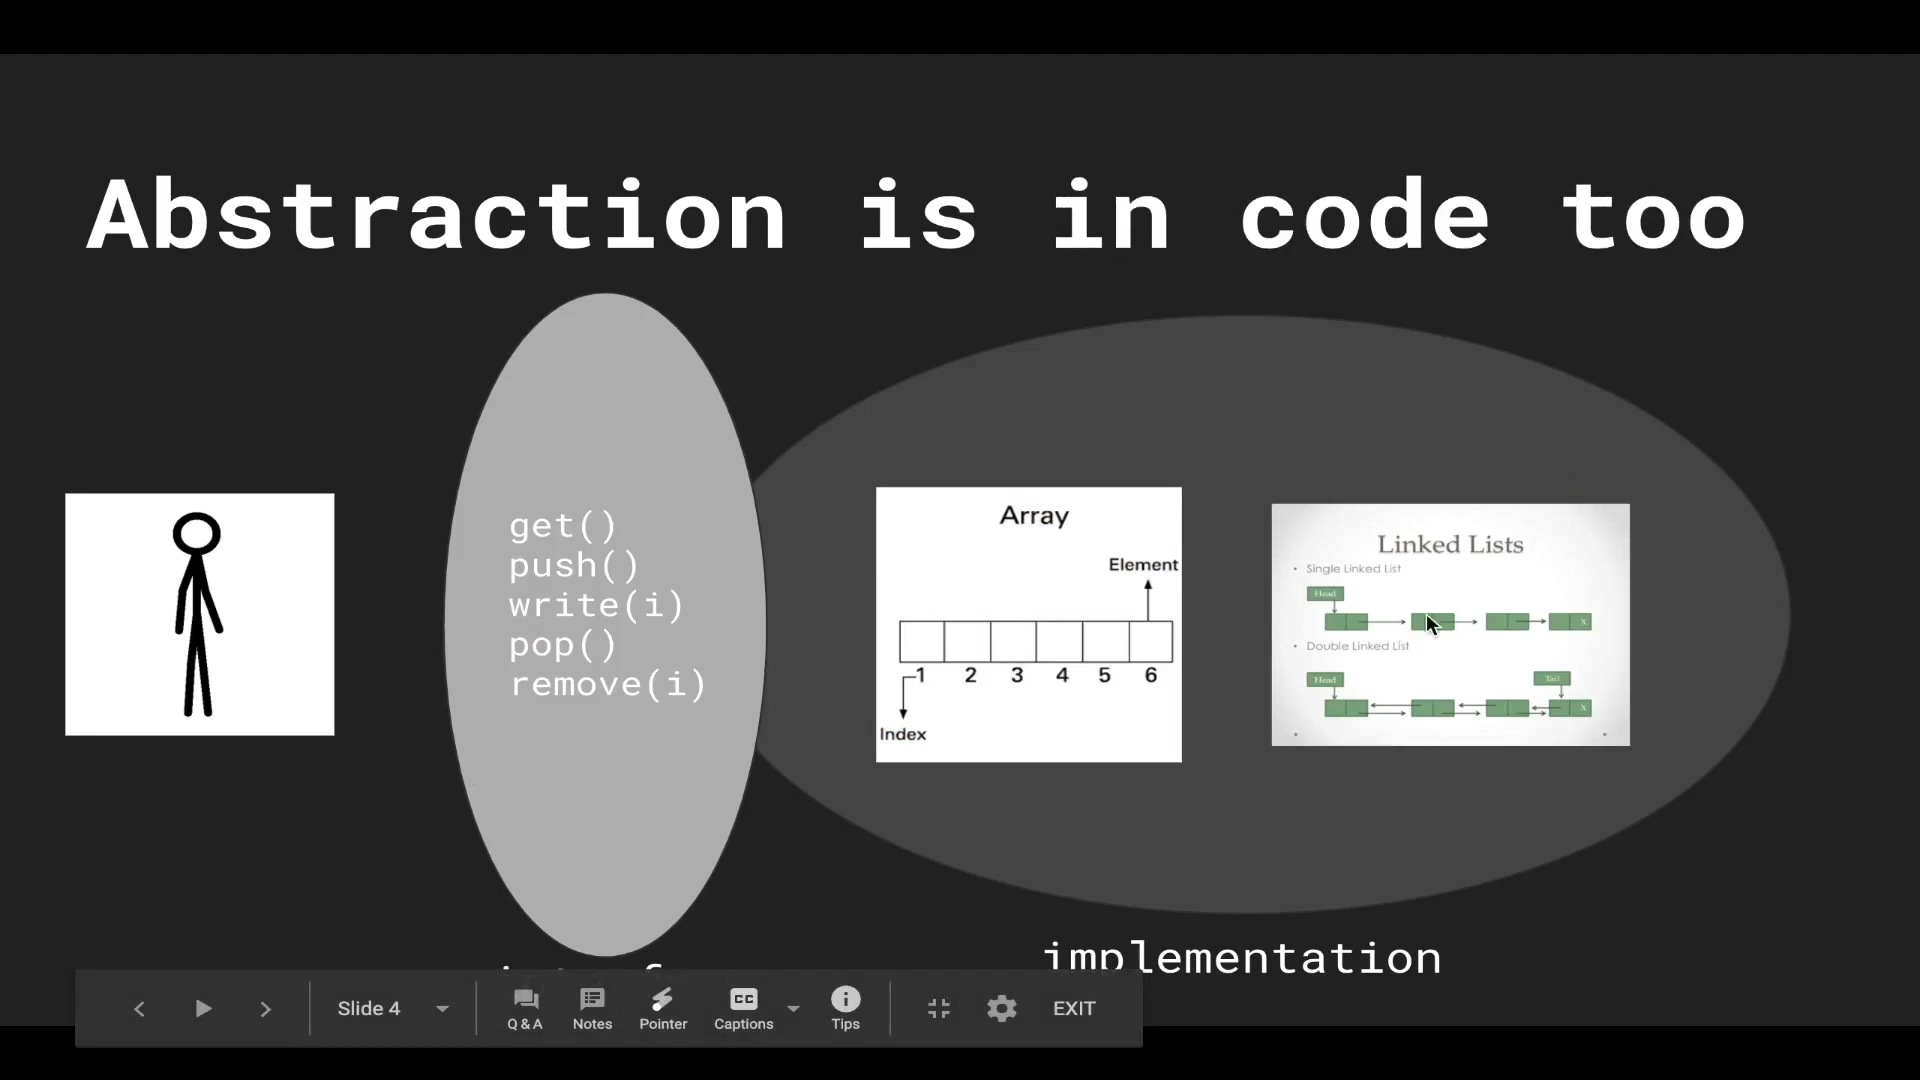 Abstraction is in code too
get()
push()
write(i)
pop()
remove(i)
Array
Element
1 2 3 4 5 6
Index
Linked Lists
• Single Linked List
Head
X
• Double Linked List
Head
Tail
X
implementation
Slide 4
Q & A
Notes
Pointer
CC
Captions
Tips
EXIT